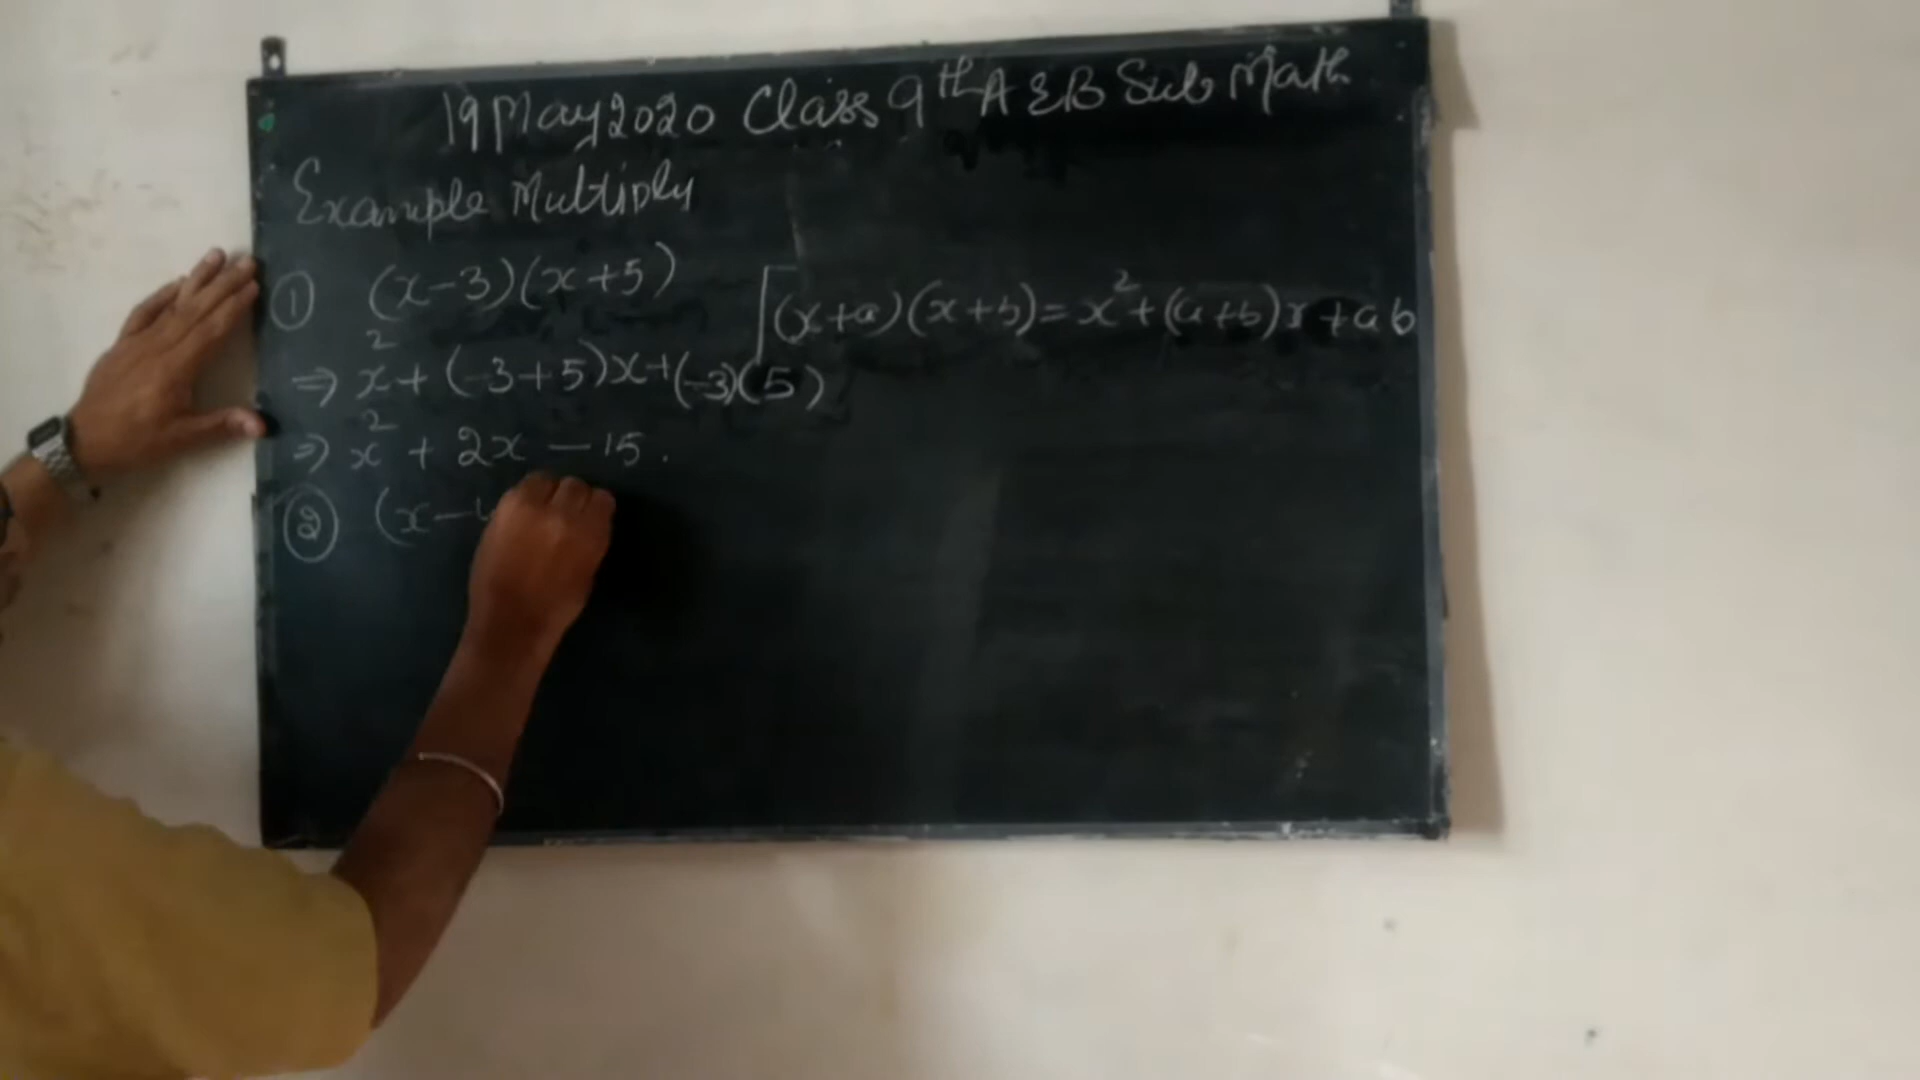 19 May 2020 Class 9th A & B Sub Math
Example Multiply
① (x-3)(x+5)
(x+a)(x+b)=x²+(a+b)x+ab
⇒ x²+(-3+5)x+(-3)(5)
⇒ x² + 2x - 15.
② (x-4